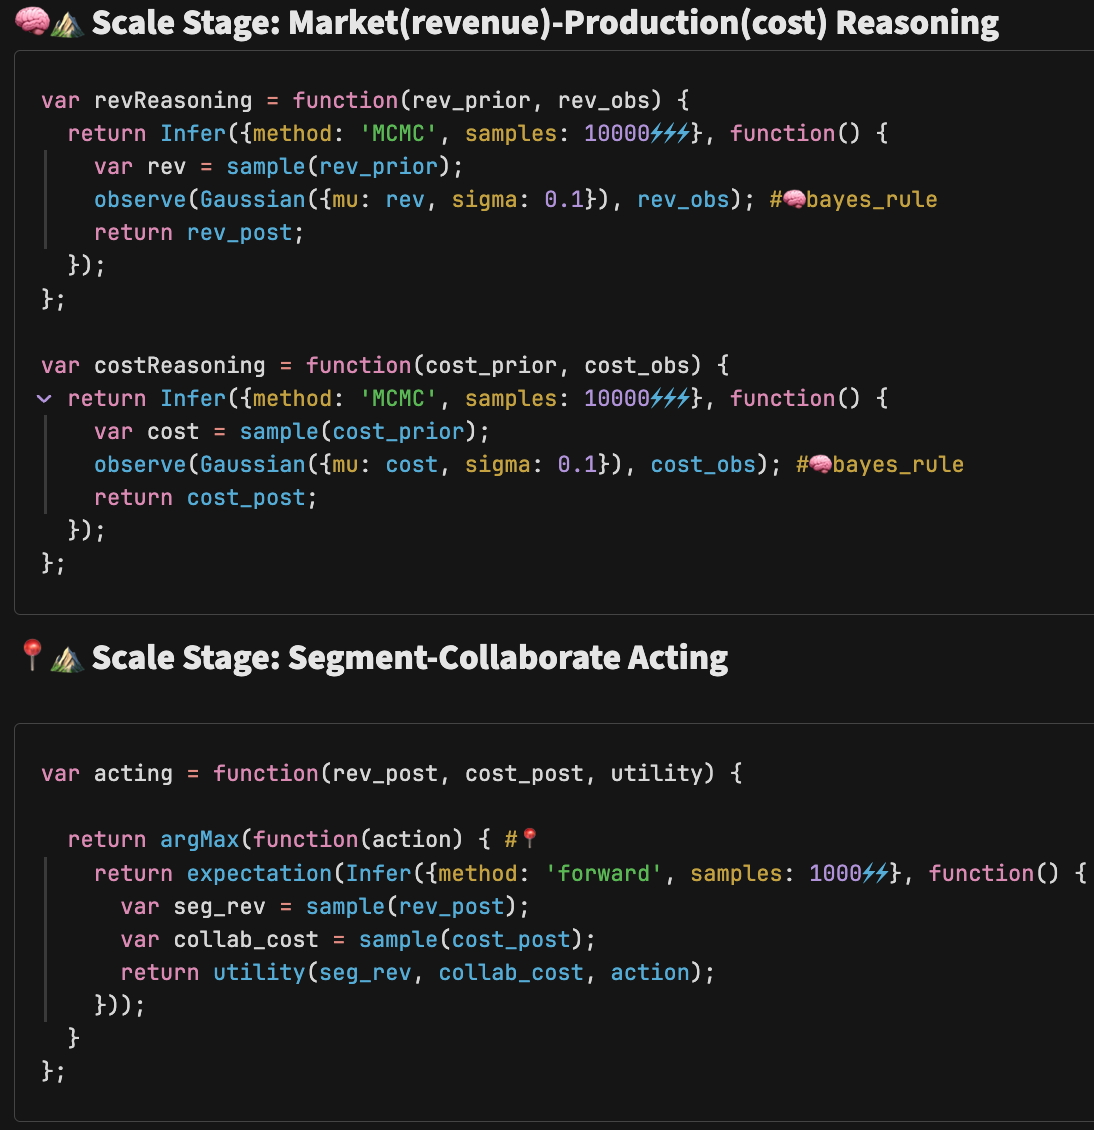 🧠⛰️ Scale Stage: Market(revenue)-Production(cost) Reasoning
var revReasoning = function(rev_prior, rev_obs) {
return Infer({method: 'MCMC', samples: 10000⚡⚡⚡}, function() {
var rev = sample(rev_prior);
observe(Gaussian({mu: rev, sigma: 0.1}), rev_obs); #🧠bayes_rule
return rev_post;
});
};
var costReasoning = function(cost_prior, cost_obs) {
return Infer({method: 'MCMC', samples: 10000⚡⚡⚡}, function() {
var cost = sample(cost_prior);
observe(Gaussian({mu: cost, sigma: 0.1}), cost_obs); #🧠bayes_rule
return cost_post;
});
};
📍⛰️ Scale Stage: Segment-Collaborate Acting
var acting = function(rev_post, cost_post, utility) {
return argMax(function(action) { #📍
return expectation(Infer({method: 'forward', samples: 1000⚡⚡}, function() {
var seg_rev = sample(rev_post);
var collab_cost = sample(cost_post);
return utility(seg_rev, collab_cost, action);
}));
}
};